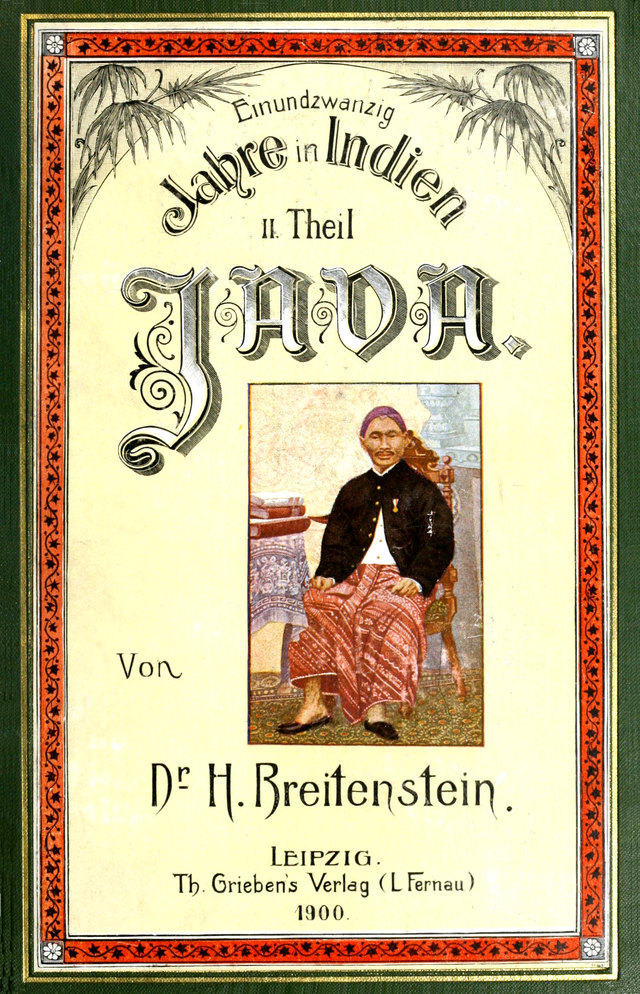 Einundzwanzig
Jahre in Indien
II. Theil
JAVA.
Von
Dr H. Breitenstein.
LEIPZIG.
Th. Grieben's Verlag (L Fernau)
1900.